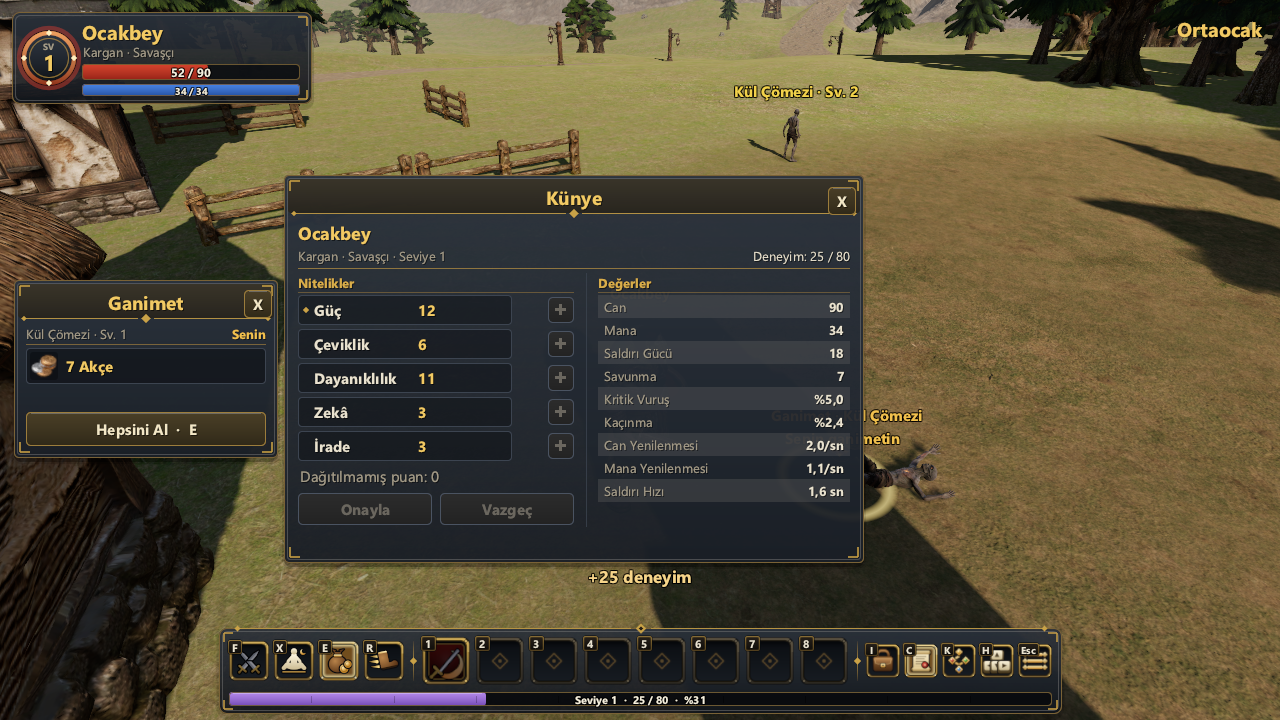 SV
1
Ocakbey
Kargan · Savaşçı
52 / 90
34 / 34
Ortaocak
Kül Çömezi · Sv. 2
Künye
X
Ocakbey
Kargan · Savaşçı · Seviye 1
Deneyim: 25 / 80
Nitelikler
Güç 12
Çeviklik 6
Dayanıklılık 11
Zekâ 3
İrade 3
Dağıtılmamış puan: 0
Onayla
Vazgeç
Değerler
Can 90
Mana 34
Saldırı Gücü 18
Savunma 7
Kritik Vuruş %5,0
Kaçınma %2,4
Can Yenilenmesi 2,0/sn
Mana Yenilenmesi 1,1/sn
Saldırı Hızı 1,6 sn
Ganimet
X
Kül Çömezi · Sv. 1
Senin
7 Akçe
Hepsini Al · E
Çömezi
+25 deneyim
F X E R 1 2 3 4 5 6 7 8 I C K H Esc
Seviye 1 · 25 / 80 · %31